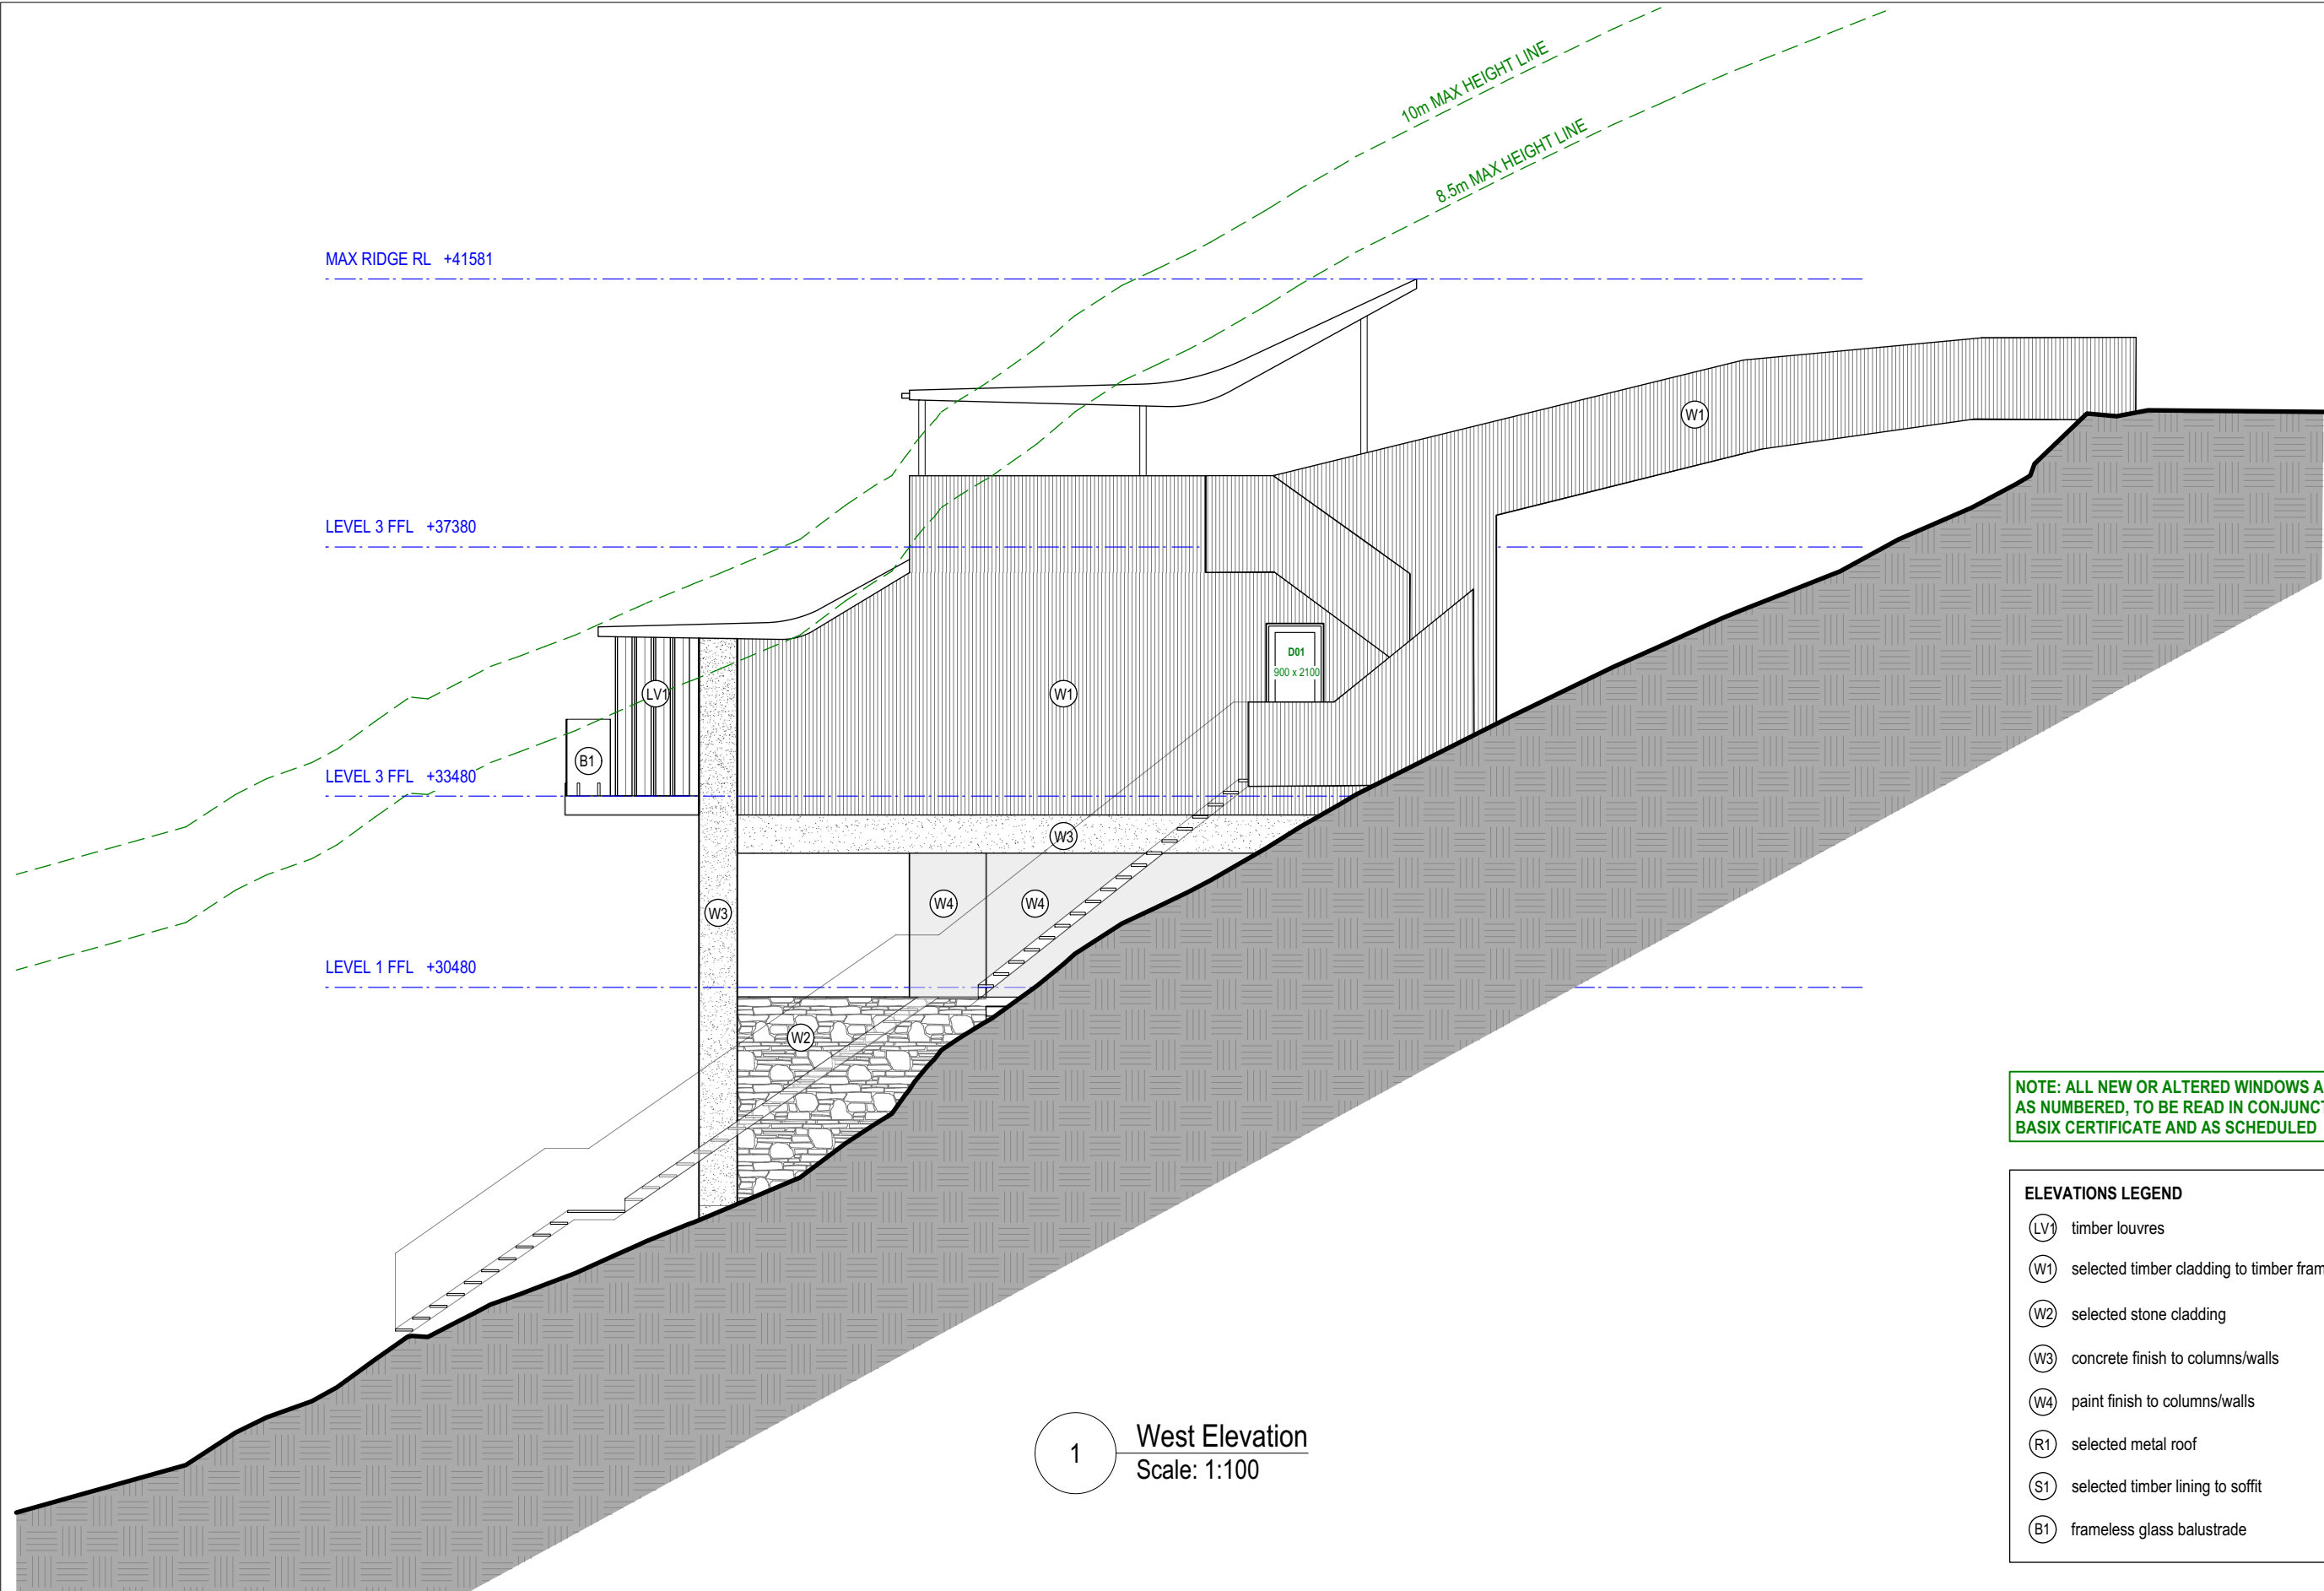 10m MAX HEIGHT LINE
8.5m MAX HEIGHT LINE
MAX RIDGE RL +41581
W1
LEVEL 3 FFL +37380
D01
900 x 2100
LV1
W1
B1
LEVEL 3 FFL +33480
W3
W4
W4
W3
LEVEL 1 FFL +30480
W2
NOTE: ALL NEW OR ALTERED WINDOWS A
AS NUMBERED, TO BE READ IN CONJUNCT
BASIX CERTIFICATE AND AS SCHEDULED
ELEVATIONS LEGEND
LV1 timber louvres
W1 selected timber cladding to timber fram
W2 selected stone cladding
W3 concrete finish to columns/walls
W4 paint finish to columns/walls
R1 selected metal roof
S1 selected timber lining to soffit
B1 frameless glass balustrade
1 West Elevation
Scale: 1:100